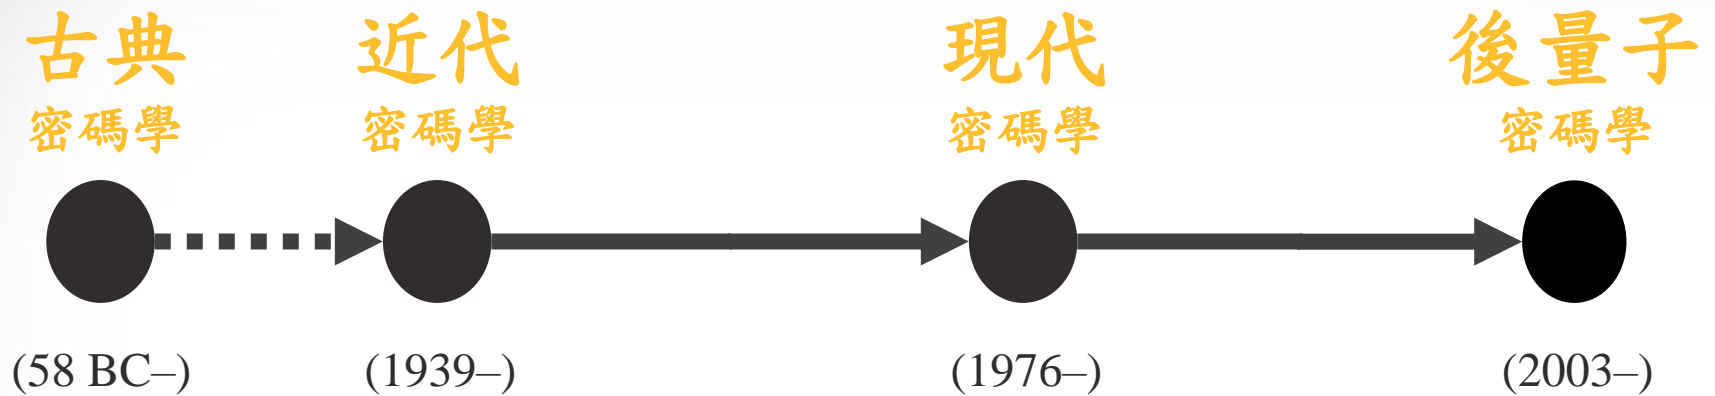 古典 近代 現代 後量子
密碼學 密碼學 密碼學 密碼學
(58 BC–) (1939–) (1976–) (2003–)